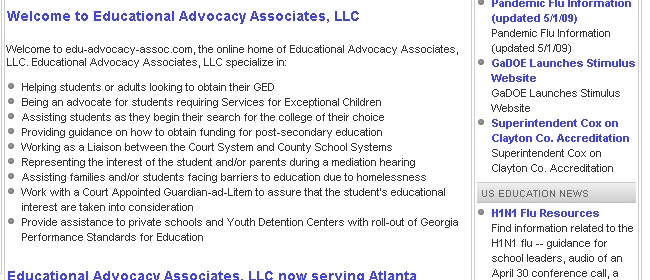 Welcome to Educational Advocacy Associates, LLC
Welcome to edu-advocacy-assoc.com, the online home of Educational Advocacy Associates,
LLC. Educational Advocacy Associates, LLC specialize in:
Helping students or adults looking to obtain their GED
Being an advocate for students requiring Services for Exceptional Children
Assisting students as they begin their search for the college of their choice
Providing guidance on how to obtain funding for post-secondary education
Working as a Liaison between the Court System and County School Systems
Representing the interest of the student and/or parents during a mediation hearing
Assisting families and/or students facing barriers to education due to homelessness
Work with a Court Appointed Guardian-ad-Litem to assure that the student's educational
interest are taken into consideration
Provide assistance to private schools and Youth Detention Centers with roll-out of Georgia
Performance Standards for Education
Educational Advocacy Associates, LLC now serving Atlanta
Pandemic Flu Information
(updated 5/1/09)
Pandemic Flu Information
(updated 5/1/09)
GaDOE Launches Stimulus
Website
GaDOE Launches Stimulus
Website
Superintendent Cox on
Clayton Co. Accreditation
Superintendent Cox on
Clayton Co. Accreditation
US EDUCATION NEWS
H1N1 Flu Resources
Find information related to the
H1N1 flu -- guidance for
school leaders, audio of an
April 30 conference call, a